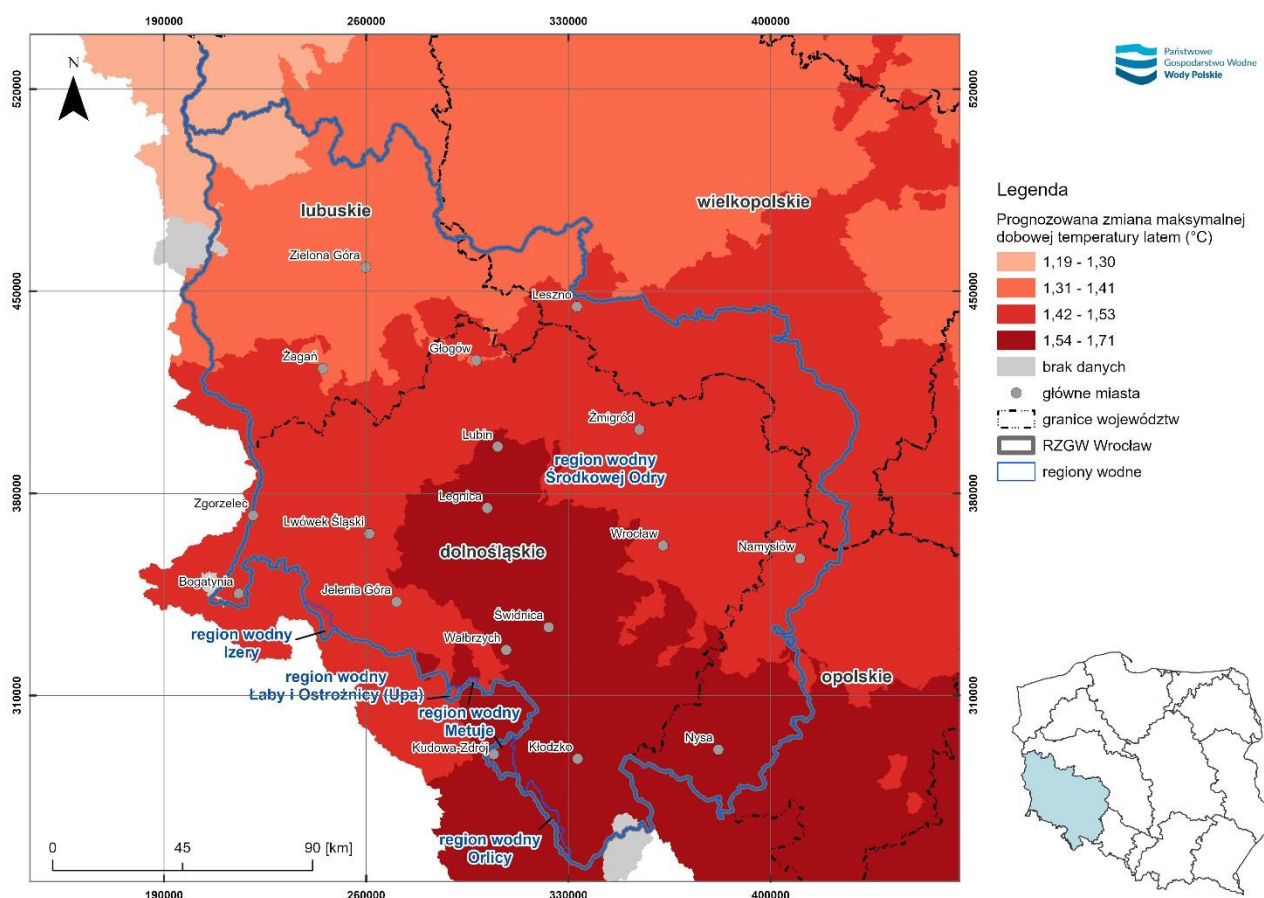 190000
260000
330000
400000
N
520000
520000
450000
450000
380000
380000
310000
310000
lubuskie
wielkopolskie
Zielona Góra
Leszno
Żagań
Głogów
Żmigród
Lubin
region wodny
Środkowej Odry
Zgorzelec
Legnica
Lwówek Śląski
dolnośląskie
Wrocław
Namysłów
Bogatynia
Jelenia Góra
Świdnica
region wodny
Izery
Wałbrzych
region wodny
Łaby i Ostrożnicy (Upa)
opolskie
region wodny
Metuje
Kudowa-Zdrój
Kłodzko
Nysa
region wodny
Orlicy
0
45
90 [km]
190000
260000
330000
400000
Państwowe
Gospodarstwo Wodne
Wody Polskie
Legenda
Prognozowana zmiana maksymalnej
dobowej temperatury latem (°C)
1,19 - 1,30
1,31 - 1,41
1,42 - 1,53
1,54 - 1,71
brak danych
główne miasta
granice województw
RZGW Wrocław
regiony wodne